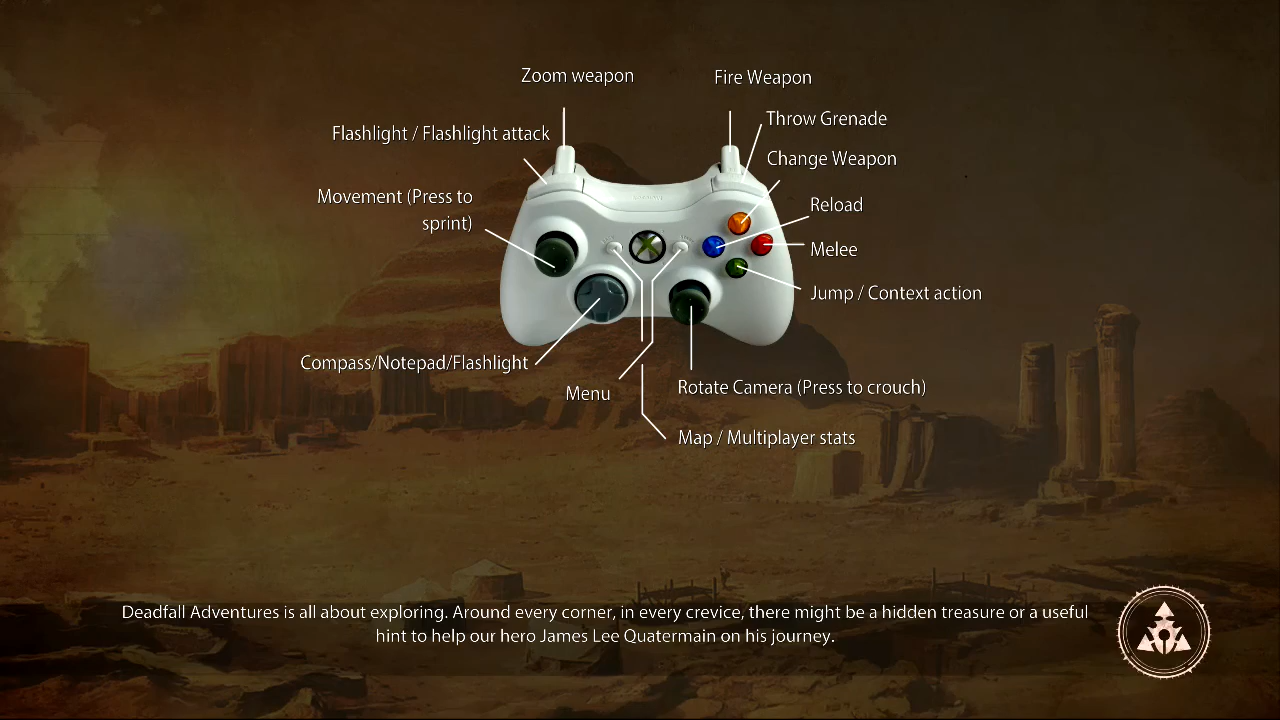 Zoom weapon
Fire Weapon
Throw Grenade
Flashlight / Flashlight attack
Change Weapon
Movement (Press to
sprint)
Reload
Melee
Jump / Context action
Compass/Notepad/Flashlight
Menu
Rotate Camera (Press to crouch)
Map / Multiplayer stats
Deadfall Adventures is all about exploring. Around every corner, in every crevice, there might be a hidden treasure or a useful
hint to help our hero James Lee Quatermain on his journey.